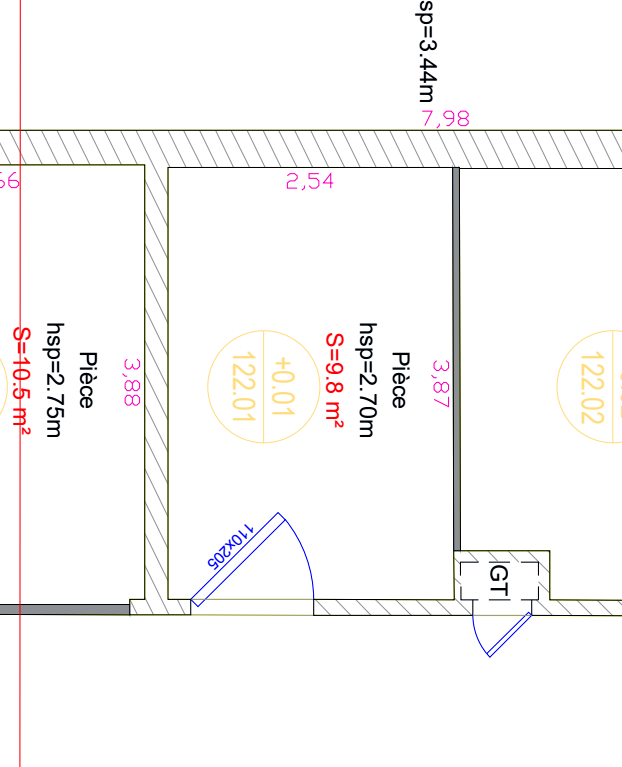 sp=3.44m
7,98
66
2,54
Pièce
hsp=2.75m
S=10.5 m²
3,88
Pièce
hsp=2.70m
S=9.8 m²
3,87
+0.01
122.01
122.02
110x205
GT